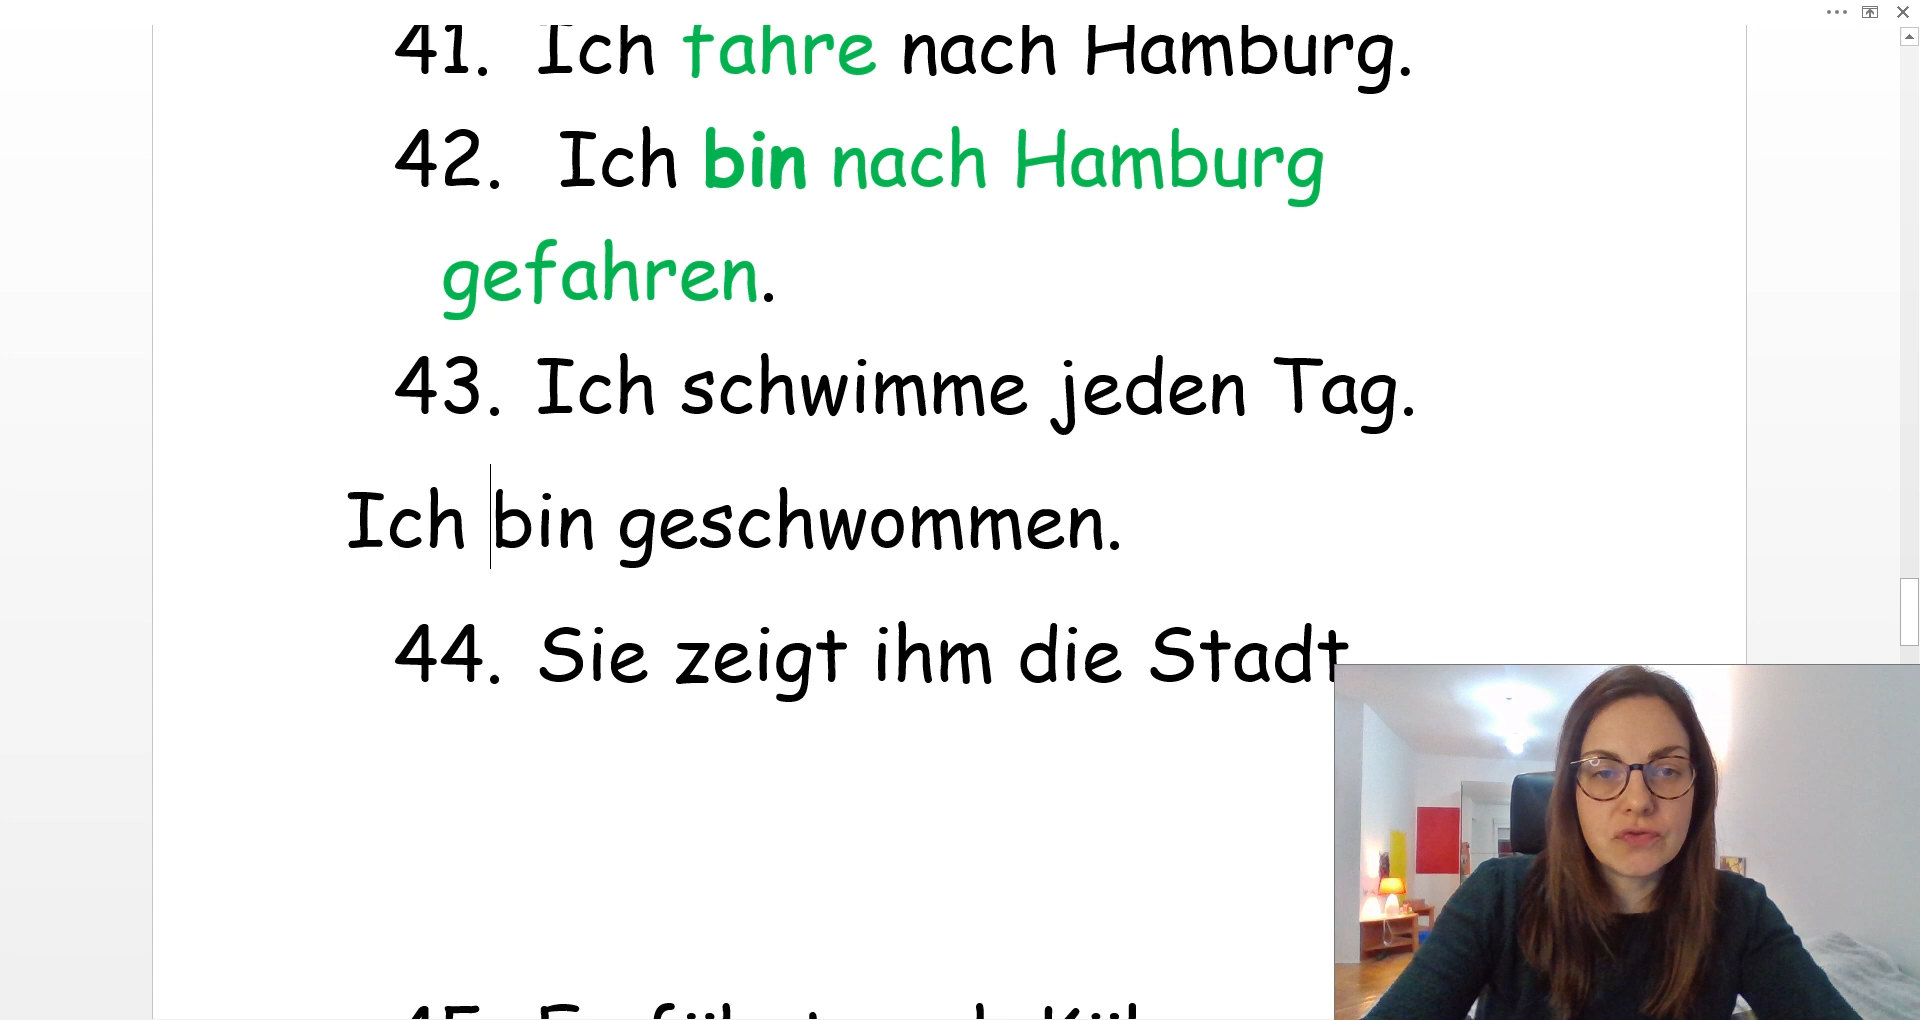 41. Ich fahre nach Hamburg.
42. Ich bin nach Hamburg
gefahren.
43. Ich schwimme jeden Tag.
Ich bin geschwommen.
44. Sie zeigt ihm die Stadt
45.